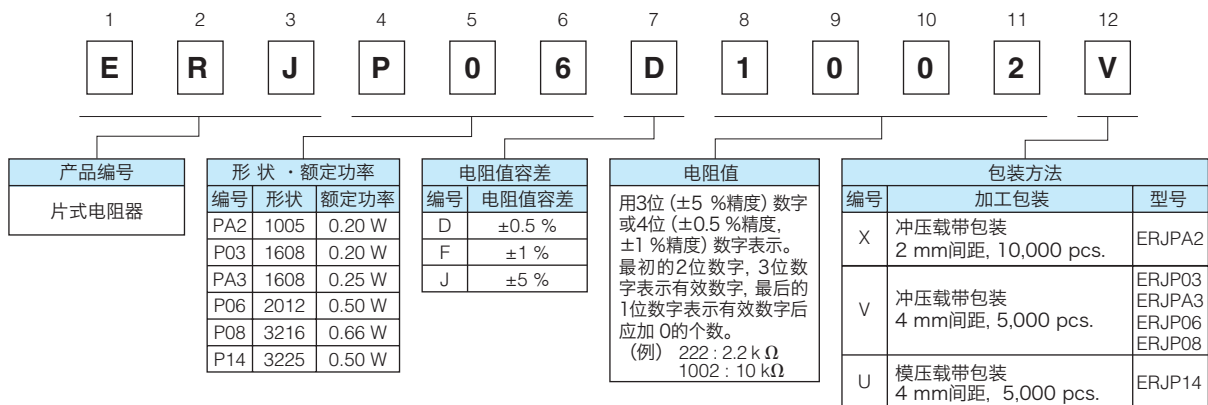 1 2 3 4 5 6 7 8 9 10 11 12
E R J P 0 6 D 1 0 0 2 V
产品编号
片式电阻器
形 状 ・额定功率
编号 形状 额定功率
PA2 1005 0.20 W
P03 1608 0.20 W
PA3 1608 0.25 W
P06 2012 0.50 W
P08 3216 0.66 W
P14 3225 0.50 W
电阻值容差
编号 电阻值容差
D ±0.5 %
F ±1 %
J ±5 %
电阻值
用3位 (±5 %精度) 数字
或4位 (±0.5 %精度,
±1 %精度) 数字表示。
最初的2位数字, 3位数
字表示有效数字, 最后的
1位数字表示有效数字后
应加 0的个数。
(例) 222 : 2.2 k Ω
1002 : 10 kΩ
包装方法
编号 加工包装 型号
X 冲压载带包装
2 mm间距, 10,000 pcs. ERJPA2
V 冲压载带包装
4 mm间距, 5,000 pcs.
ERJP03
ERJPA3
ERJP06
ERJP08
U 模压载带包装
4 mm间距, 5,000 pcs. ERJP14